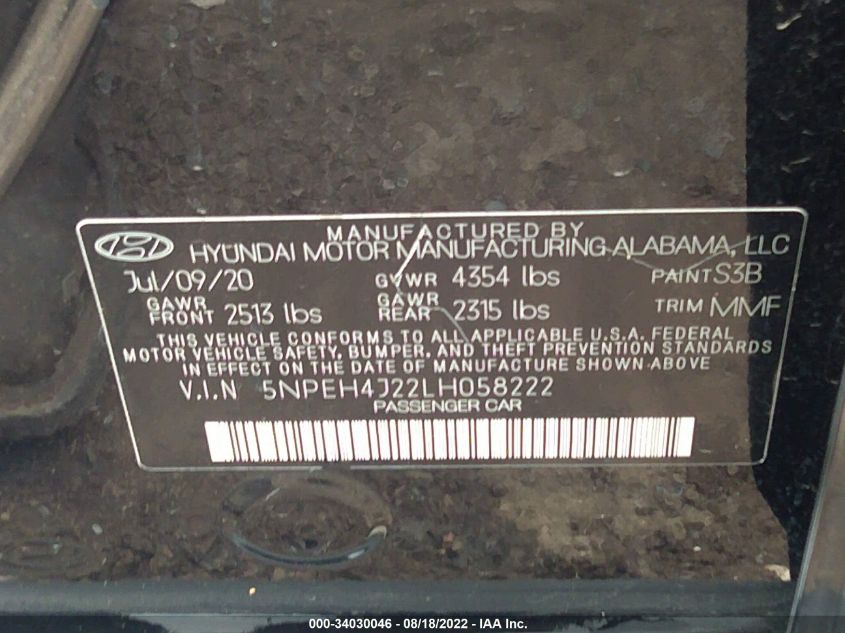 MANUFACTURED BY
HYUNDAI MOTOR MANUFACTURING ALABAMA, LLC
Jul/09/20 GVWR 4354 lbs PAINT S3B
GAWR FRONT 2513 lbs GAWR REAR 2315 lbs TRIM MMF
THIS VEHICLE CONFORMS TO ALL APPLICABLE U.S.A. FEDERAL
MOTOR VEHICLE SAFETY, BUMPER, AND THEFT PREVENTION STANDARDS
IN EFFECT ON THE DATE OF MANUFACTURE SHOWN ABOVE
V.I.N 5NPEH4J22LH058222
PASSENGER CAR
000-34030046 - 08/18/2022 - IAA Inc.